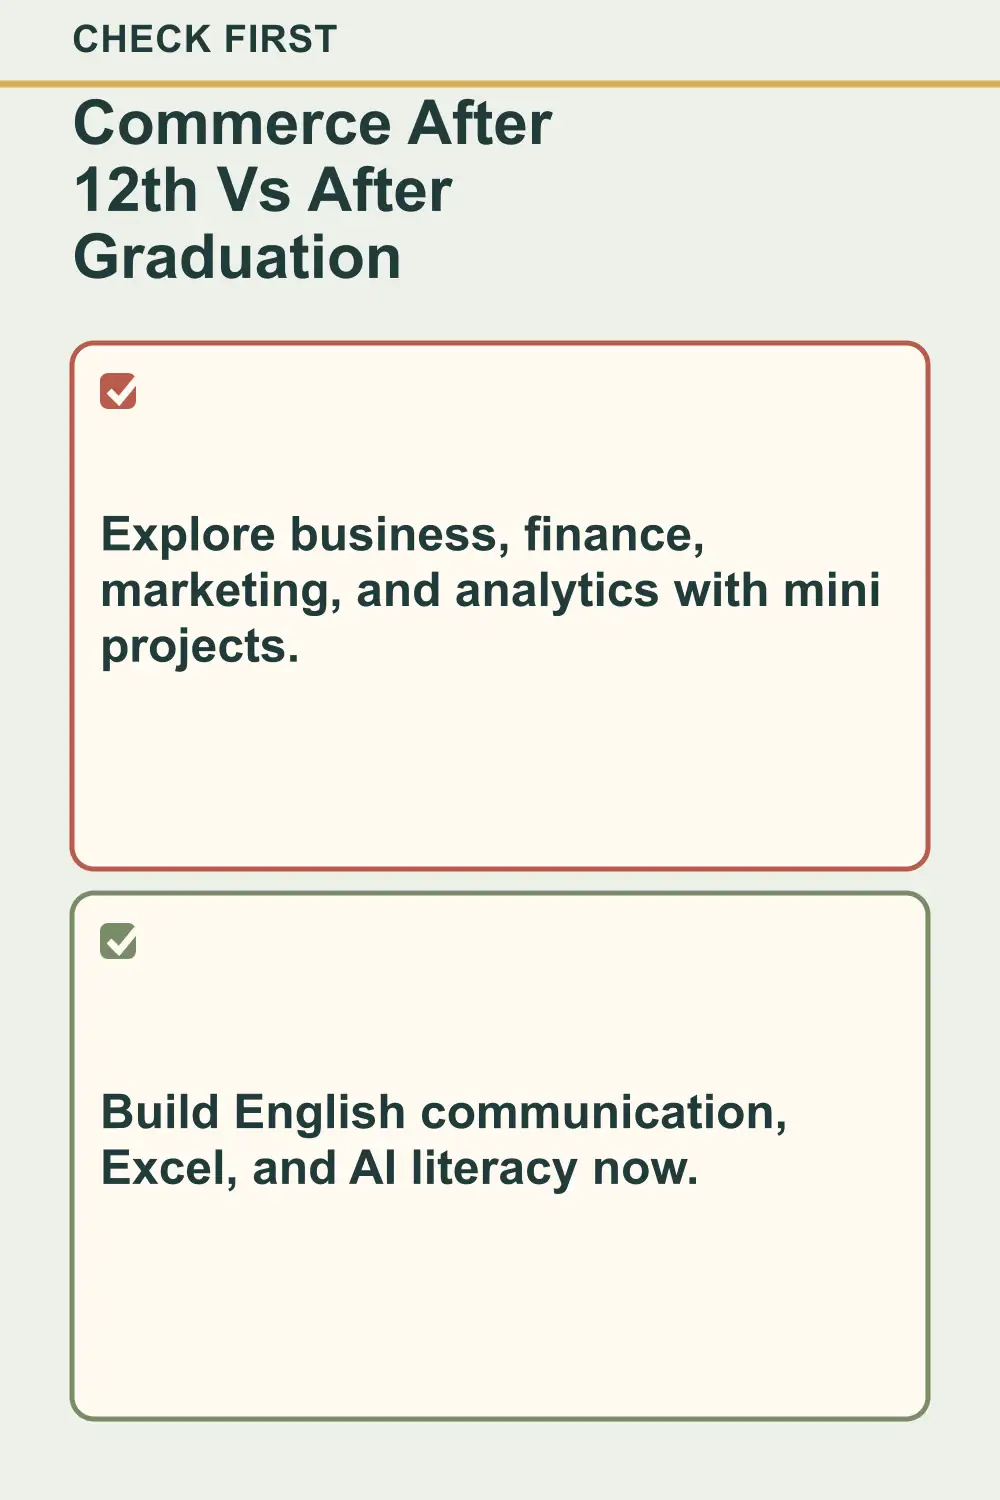 CHECK FIRST
Commerce After
12th Vs After
Graduation
Explore business, finance,
marketing, and analytics with mini
projects.
Build English communication,
Excel, and AI literacy now.